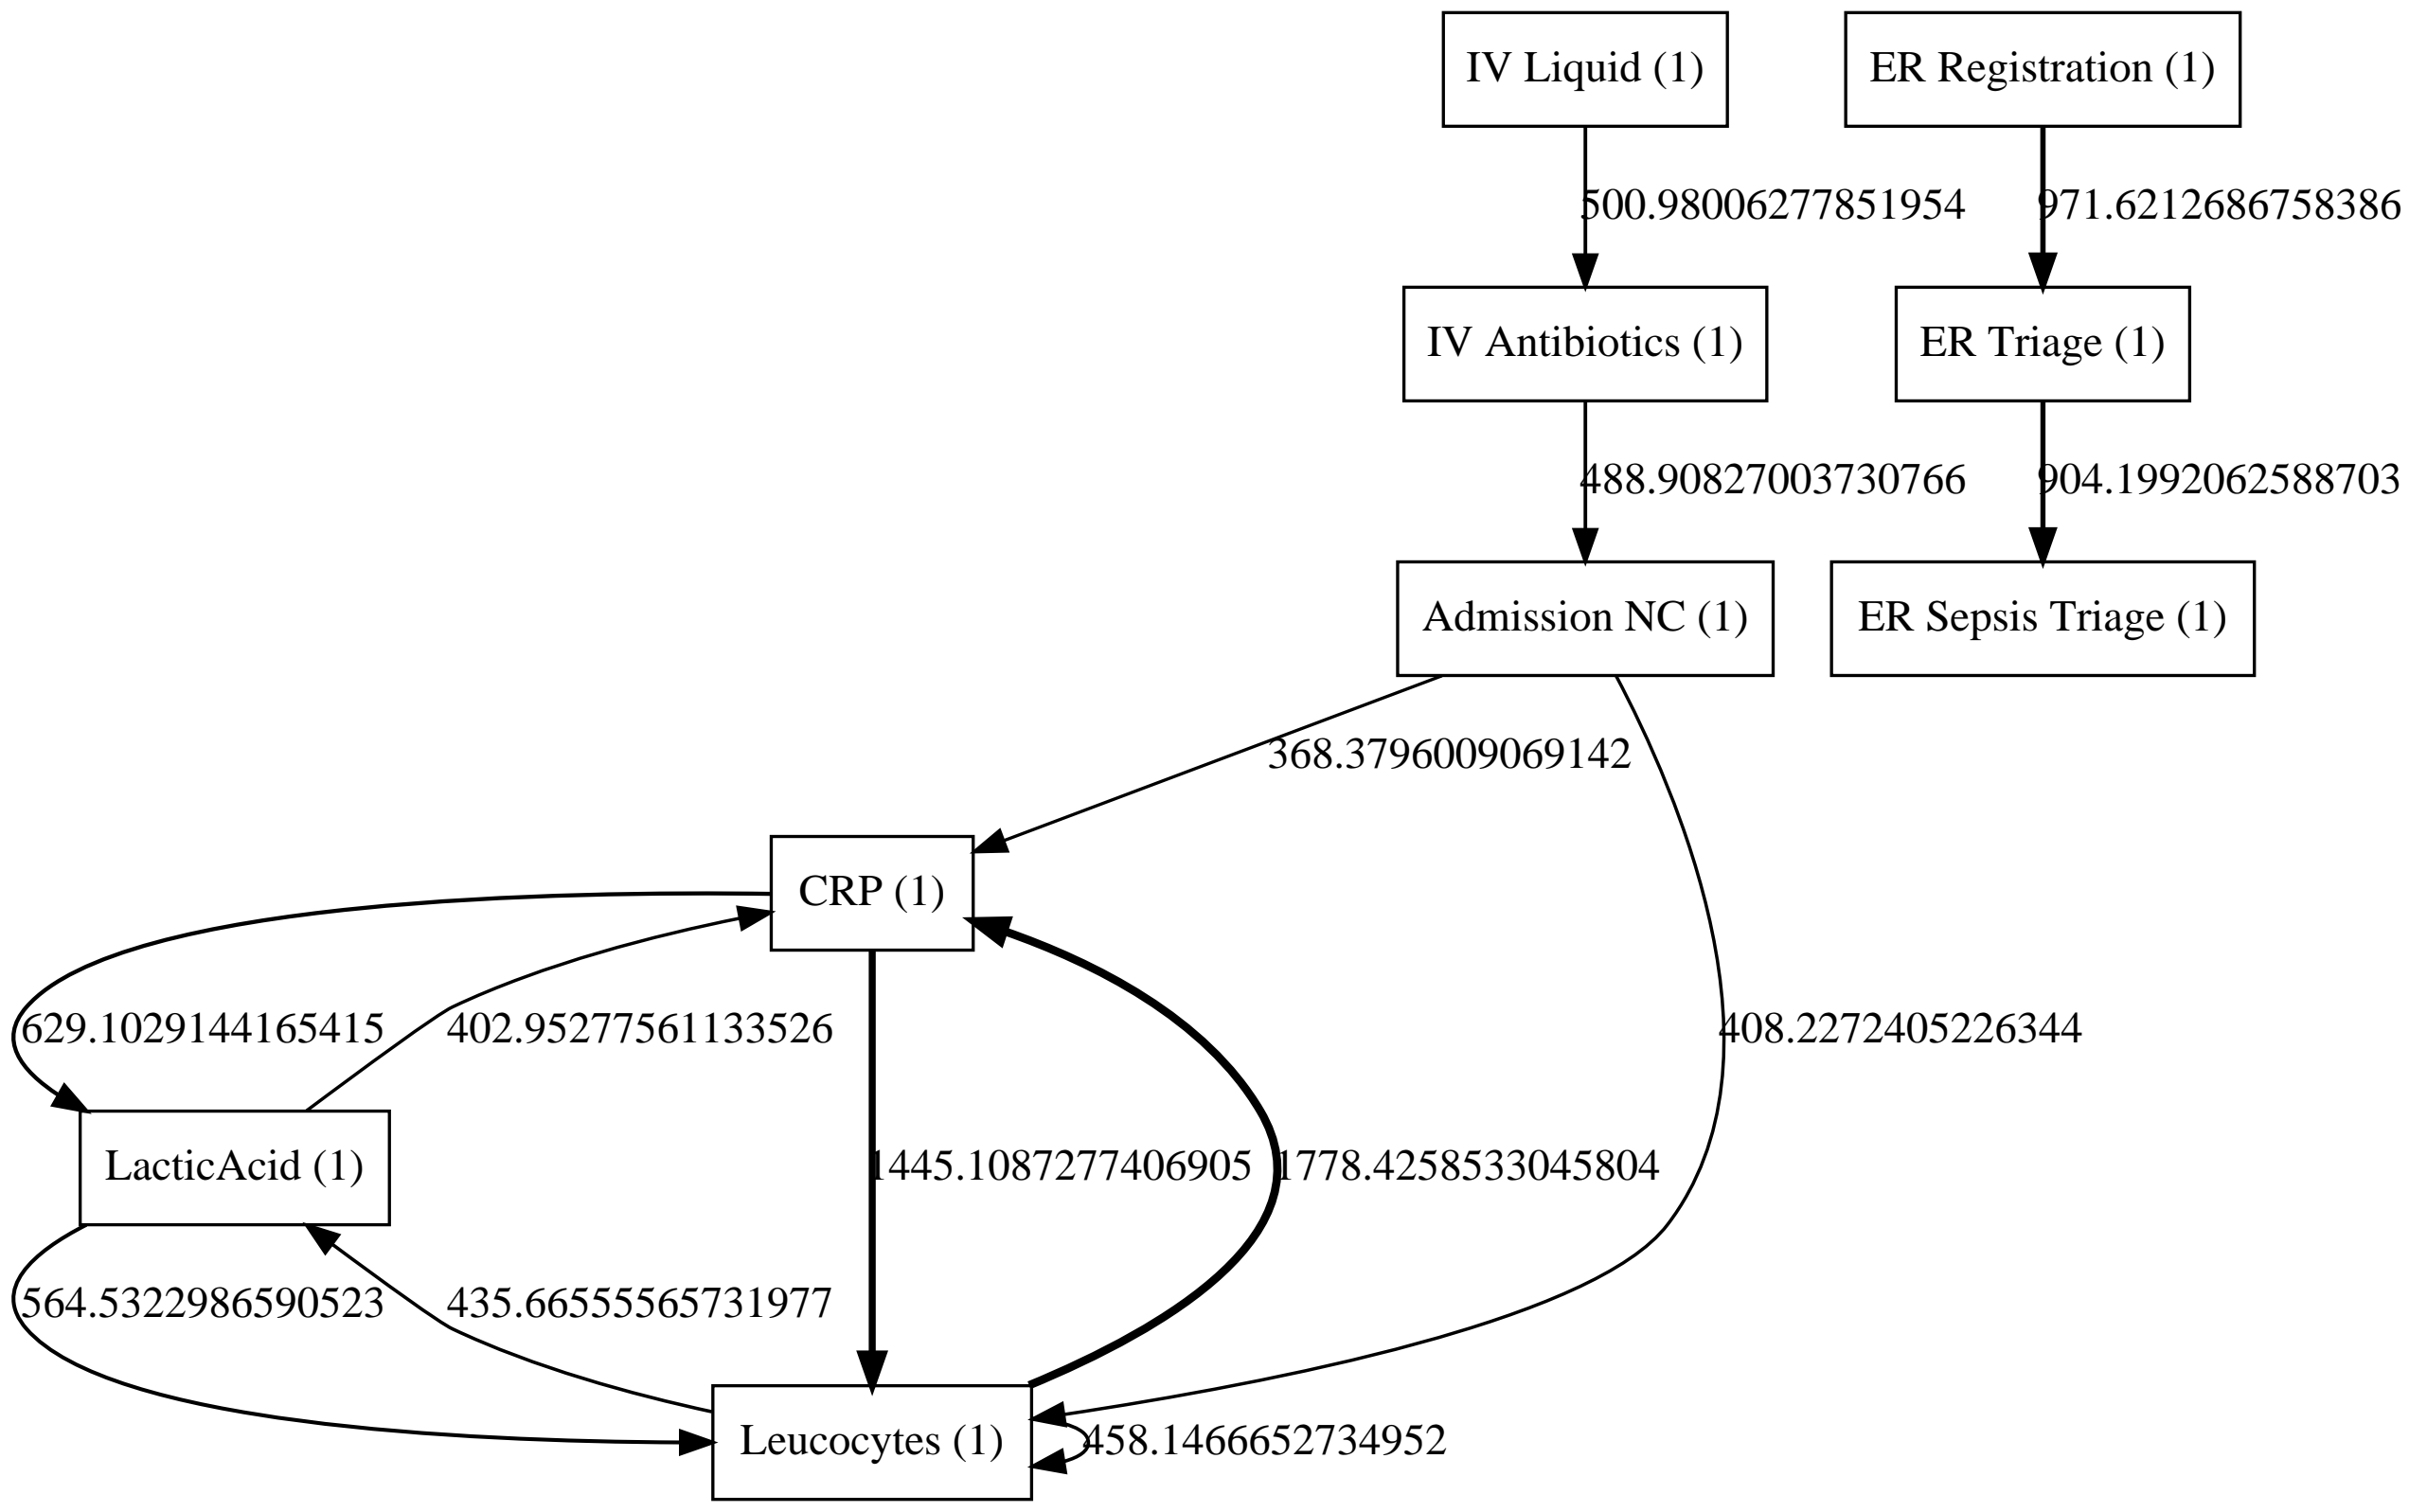 IV Liquid (1)
ER Registration (1)
500.98006277851954
971.6212686758386
IV Antibiotics (1)
ER Triage (1)
488.90827003730766
904.1992062588703
Admission NC (1)
ER Sepsis Triage (1)
368.3796009069142
CRP (1)
629.1029144165415
402.95277561133526
408.2272405226344
LacticAcid (1)
1445.1087277406905
1778.4258533045804
564.5322986590523
435.66555565731977
Leucocytes (1)
458.1466652734952